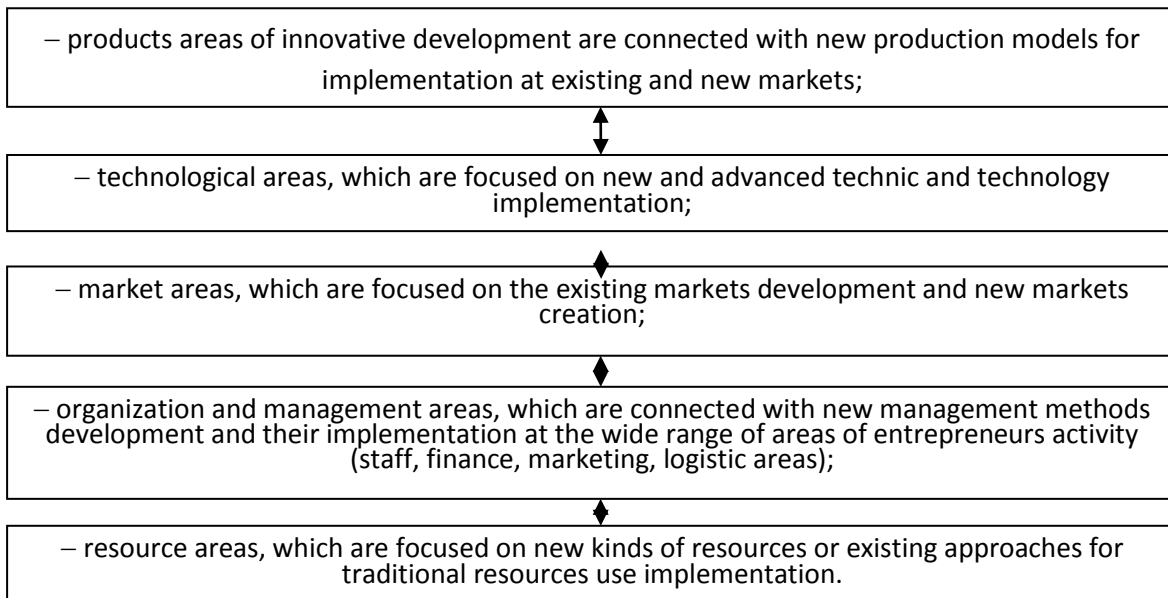 – products areas of innovative development are connected with new production models for
implementation at existing and new markets;
– technological areas, which are focused on new and advanced technic and technology
implementation;
– market areas, which are focused on the existing markets development and new markets
creation;
– organization and management areas, which are connected with new management methods
development and their implementation at the wide range of areas of entrepreneurs activity
(staff, finance, marketing, logistic areas);
– resource areas, which are focused on new kinds of resources or existing approaches for
traditional resources use implementation.